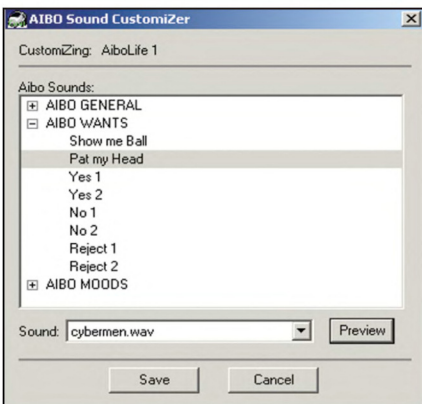 AIBO Sound CustomiZer
CustomiZing: AiboLife 1
Aibo Sounds:
AIBO GENERAL
AIBO WANTS
Show me Ball
Pat my Head
Yes 1
Yes 2
No 1
No 2
Reject 1
Reject 2
AIBO MOODS
Sound: cybermen.wav Preview
Save Cancel